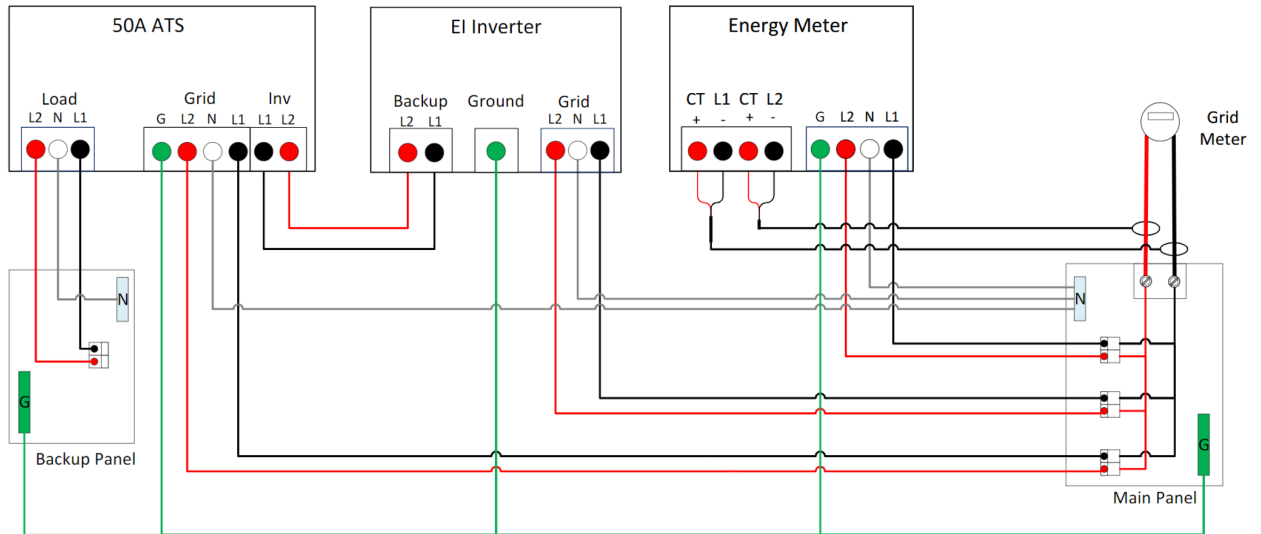 50A ATS
EI Inverter
Energy Meter
Load
Grid
Inv
Backup
Ground
Grid
CT L1 CT L2
Grid
Meter
L2 N L1
G L2 N L1
L1 L2
L2 L1
L2 N L1
+ - + -
G L2 N L1
N
N
G
G
Backup Panel
Main Panel